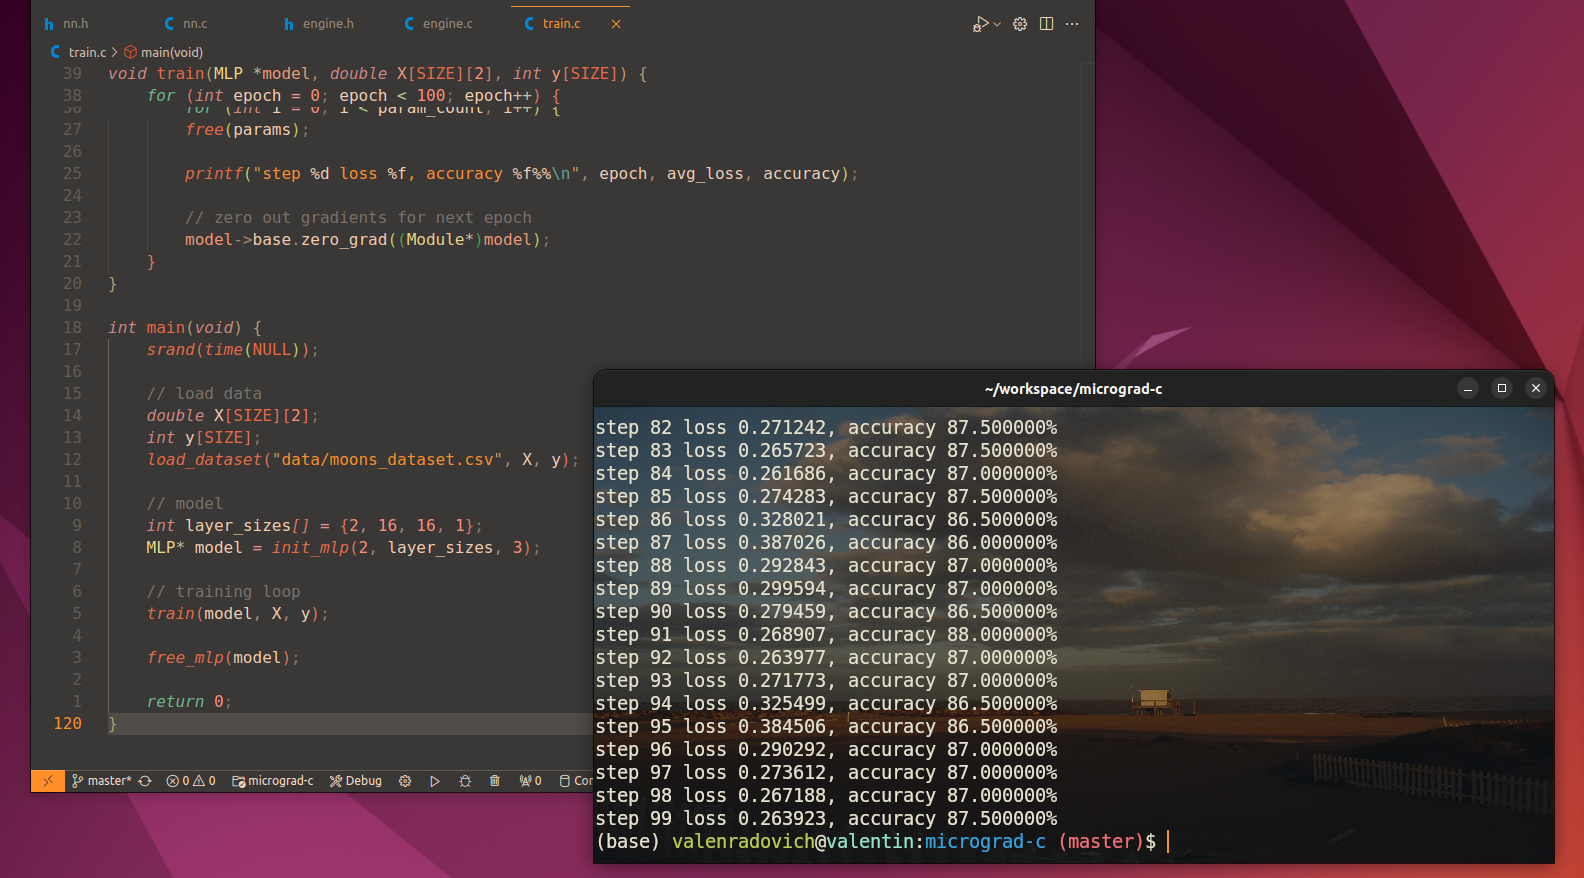 nn.h nn.c engine.h engine.c train.c
train.c > main(void)
39 void train(MLP *model, double X[SIZE][2], int y[SIZE]) {
38 for (int epoch = 0; epoch < 100; epoch++) {
30 for (int i = 0; i < param_count; i++) {
27 free(params);
26
25 printf("step %d loss %f, accuracy %f%%\n", epoch, avg_loss, accuracy);
24
23 // zero out gradients for next epoch
22 model->base.zero_grad((Module*)model);
21 }
20 }
19
18 int main(void) {
17 srand(time(NULL));
16
15 // load data
14 double X[SIZE][2];
13 int y[SIZE];
12 load_dataset("data/moons_dataset.csv", X, y);
11
10 // model
9 int layer_sizes[] = {2, 16, 16, 1};
8 MLP* model = init_mlp(2, layer_sizes, 3);
7
6 // training loop
5 train(model, X, y);
4
3 free_mlp(model);
2
1 return 0;
120 }
master* 0 0 micrograd-c Debug 0
~/workspace/micrograd-c
step 82 loss 0.271242, accuracy 87.500000%
step 83 loss 0.265723, accuracy 87.500000%
step 84 loss 0.261686, accuracy 87.000000%
step 85 loss 0.274283, accuracy 87.500000%
step 86 loss 0.328021, accuracy 86.500000%
step 87 loss 0.387026, accuracy 86.000000%
step 88 loss 0.292843, accuracy 87.000000%
step 89 loss 0.299594, accuracy 87.000000%
step 90 loss 0.279459, accuracy 86.500000%
step 91 loss 0.268907, accuracy 88.000000%
step 92 loss 0.263977, accuracy 87.000000%
step 93 loss 0.271773, accuracy 87.000000%
step 94 loss 0.325499, accuracy 86.500000%
step 95 loss 0.384506, accuracy 86.500000%
step 96 loss 0.290292, accuracy 87.000000%
step 97 loss 0.273612, accuracy 87.000000%
step 98 loss 0.267188, accuracy 87.000000%
step 99 loss 0.263923, accuracy 87.500000%
(base) valenradovich@valentin:micrograd-c (master)$